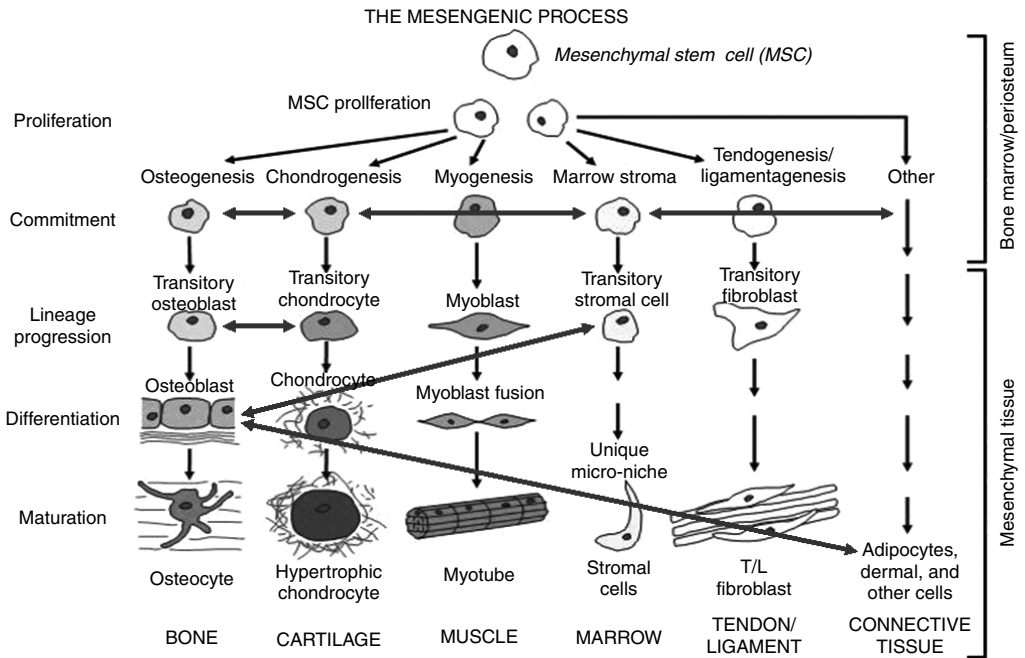 THE MESENGENIC PROCESS
Mesenchymal stem cell (MSC)
MSC prollferation
Proliferation
Osteogenesis
Chondrogenesis
Myogenesis
Marrow stroma
Tendogenesis/
ligamentagenesis
Other
Commitment
Bone marrow/periosteum
Transitory
osteoblast
Transitory
chondrocyte
Myoblast
Transitory
stromal cell
Transitory
fibroblast
Lineage
progression
Osteoblast
Chondrocyte
Myoblast fusion
Differentiation
Unique
micro-niche
Mesenchymal tissue
Maturation
Osteocyte
Hypertrophic
chondrocyte
Myotube
Stromal
cells
T/L
fibroblast
Adipocytes,
dermal, and
other cells
BONE
CARTILAGE
MUSCLE
MARROW
TENDON/
LIGAMENT
CONNECTIVE
TISSUE